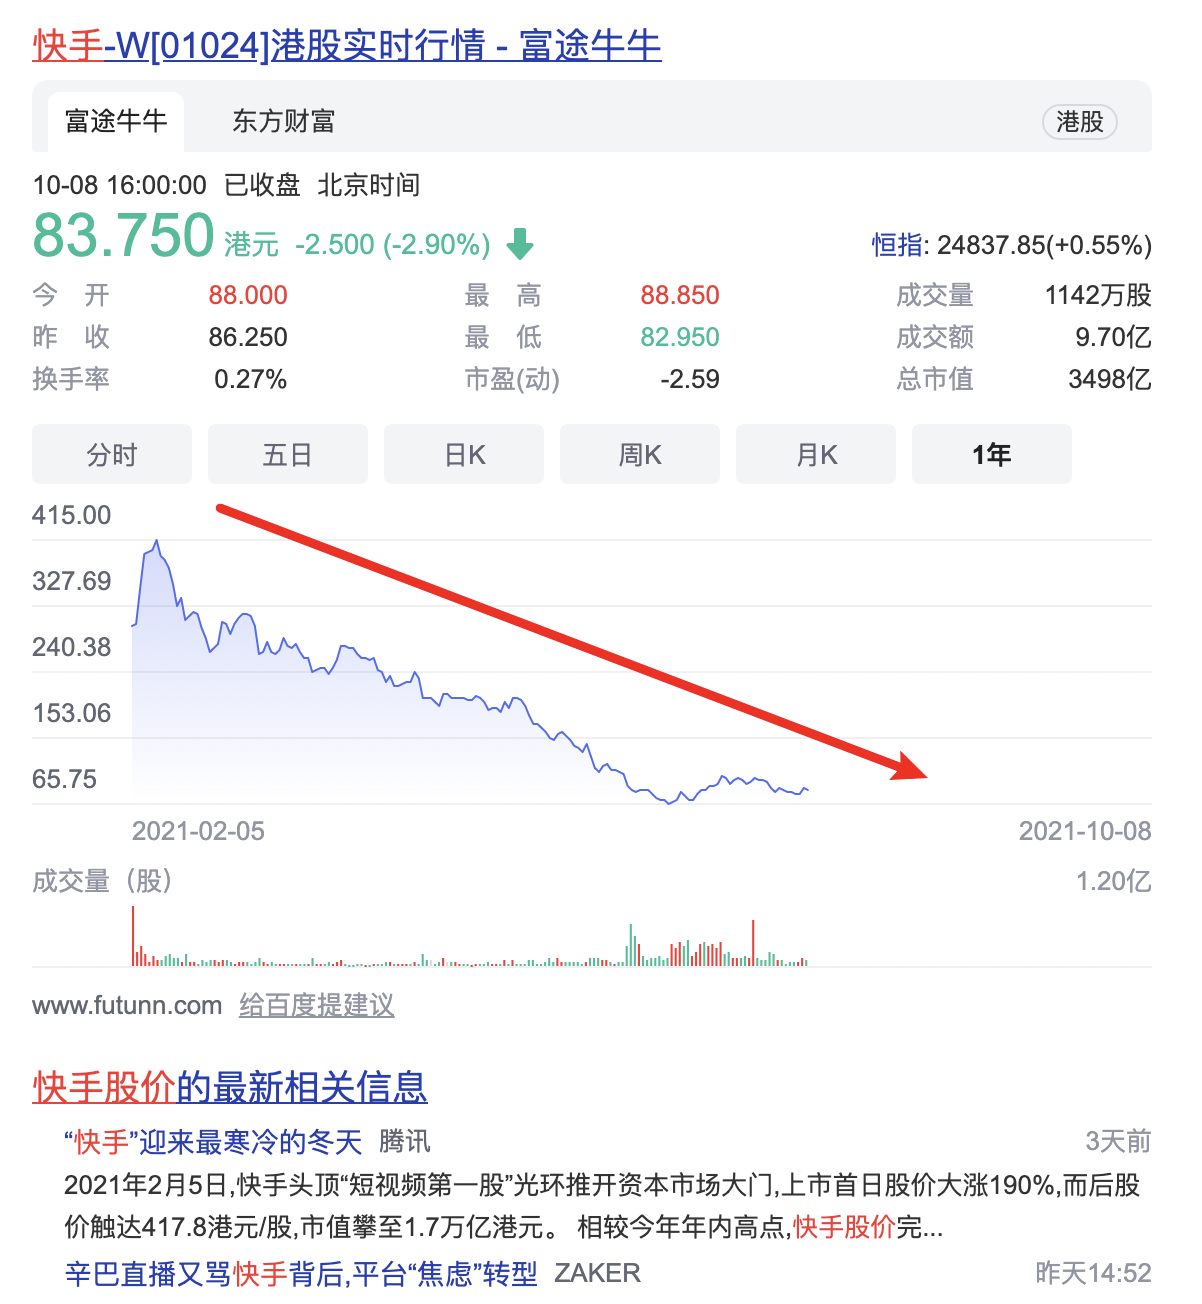 快手-W[01024]港股实时行情 - 富途牛牛
富途牛牛 东方财富 港股
10-08 16:00:00 已收盘 北京时间
83.750 港元 -2.500 (-2.90%) 恒指: 24837.85(+0.55%)
今开 88.000 最高 88.850 成交量 1142万股
昨收 86.250 最低 82.950 成交额 9.70亿
换手率 0.27% 市盈(动) -2.59 总市值 3498亿
分时 五日 日K 周K 月K 1年
415.00
327.69
240.38
153.06
65.75
2021-02-05 2021-10-08
成交量（股） 1.20亿
www.futunn.com 给百度提建议
快手股价的最新相关信息
“快手”迎来最寒冷的冬天 腾讯 3天前
2021年2月5日,快手头顶“短视频第一股”光环推开资本市场大门,上市首日股价大涨190%,而后股
价触达417.8港元/股,市值攀至1.7万亿港元。 相较今年年内高点,快手股价完...
辛巴直播又骂快手背后,平台“焦虑”转型 ZAKER 昨天14:52